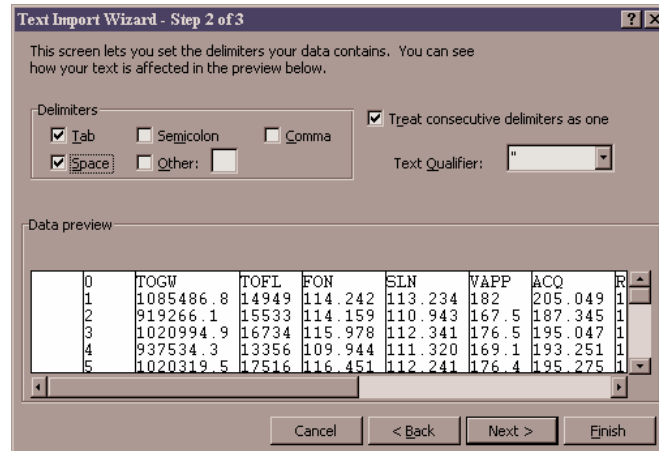 Text Import Wizard - Step 2 of 3
This screen lets you set the delimiters your data contains. You can see
how your text is affected in the preview below.
Delimiters
Tab Semicolon Comma
Space Other:
Treat consecutive delimiters as one
Text Qualifier: "
Data preview
0 TOGW TOFL FON SLN VAPP ACQ R
1 1085486.8 14949 114.242 113.234 182 205.049 1
2 919266.1 15533 114.159 110.943 167.5 187.345 1
3 1020994.9 16734 115.978 112.341 176.5 195.047 1
4 937534.3 13356 109.944 111.320 169.1 193.251 1
5 1020319.5 17516 116.451 112.241 176.4 195.275 1
Cancel < Back Next > Finish